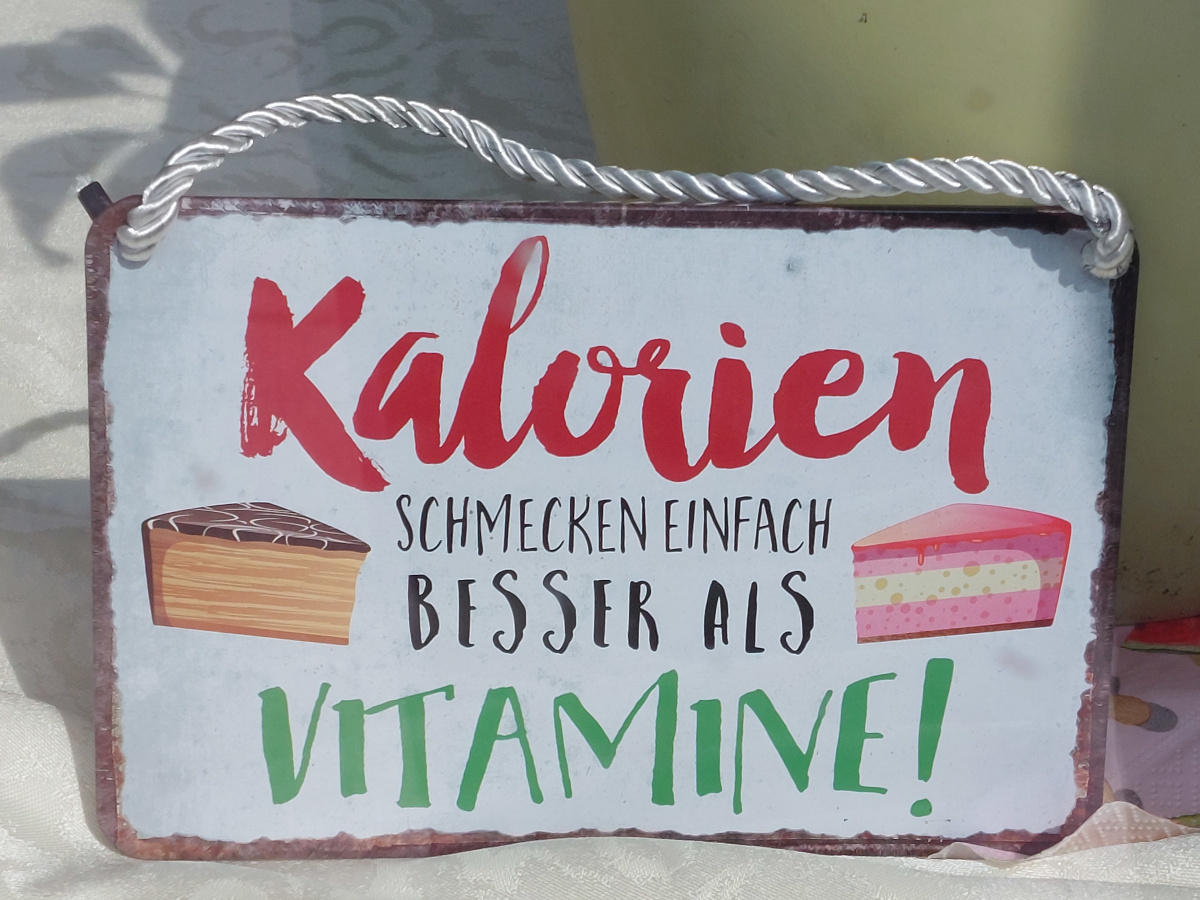 Kalorien
SCHMECKEN EINFACH
BESSER ALS
VITAMINE!